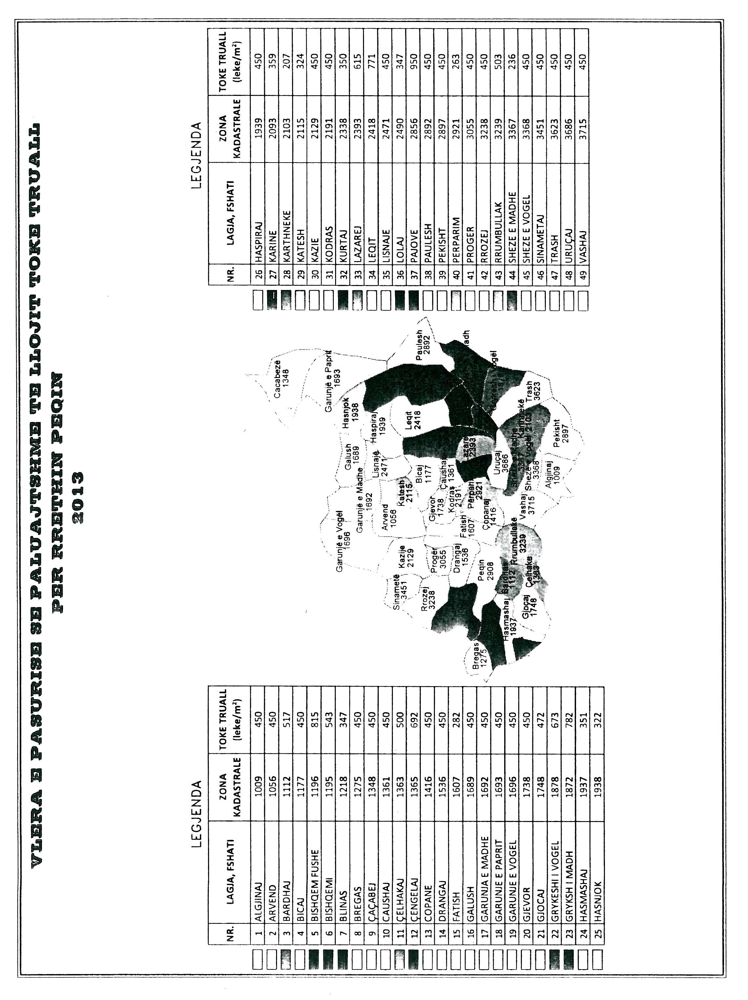 VLERA E PASURISE SE PALUAJTSHME TE LLOJIT TOKE TRUALL
PER RRETHIN PEQIN
2013
LEGJENDA
NR. LAGJA, FSHATI ZONA KADASTRALE TOKE TRUALL (leke/m²)
1 ALGJINAJ 1009 450
2 ARVEND 1056 450
3 BARDHAJ 1112 517
4 BICAJ 1177 450
5 BISHQEM FUSHE 1196 815
6 BISHQEMI 1195 543
7 BLINAS 1218 347
8 BREGAS 1275 450
9 ÇAÇABEJ 1348 450
10 CAUSHAJ 1361 450
11 ÇELHAKAJ 1363 500
12 ÇENGELAJ 1365 692
13 COPANE 1416 450
14 DRANGAJ 1536 450
15 FATISH 1607 282
16 GALUSH 1689 450
17 GARUNJA E MADHE 1692 450
18 GARUNJE E PAPRIT 1693 450
19 GARUNJE E VOGEL 1696 450
20 GJEVOR 1738 450
21 GJOCAJ 1748 472
22 GRYKESHI I VOGEL 1878 673
23 GRYKSH I MADH 1872 782
24 HASMASHAJ 1937 351
25 HASNJOK 1938 322
Cacabezë
1348
Garunjë e Paprit
1693
Hasnjok
1938
Galush
1689
Garunjë e Madhe
1692
Garunjë e Vogël
1696
Haspiraj
1939
Lisnajë
2471
Arvend
1058
Katesh
2115
Kazije
2129
Sinametë
3451
Paulesh
2892
Leqit
2418
Bicaj
1177
Gjevor
1738
Progër
3055
Rrozej
3238
Çaushaj
1361
Kodras
2191
Fatish
1607
Drangaj
1536
2393
Përpari
2921
Çopanaj
1416
Peqin
2908
Bregas
1275
adh
ogël
Uruçaj
3686
Rrumbullakë
3239
1112
Hasmashaj
1937
Trash
3623
Sheze e Vogël
3368
Vashaj
3715
Çelhakë
1363
Gjoçaj
1748
Pekisht
2897
Algjinaj
1009
LEGJENDA
NR. LAGJA, FSHATI ZONA KADASTRALE TOKE TRUALL (leke/m²)
26 HASPIRAJ 1939 450
27 KARINE 2093 359
28 KARTHNEKE 2103 207
29 KATESH 2115 324
30 KAZIE 2129 450
31 KODRAS 2191 450
32 KURTAJ 2338 350
33 LAZAREJ 2393 615
34 LEQIT 2418 771
35 LISNAJE 2471 450
36 LOLAJ 2490 347
37 PAJOVE 2856 950
38 PAULESH 2892 450
39 PEKISHT 2897 450
40 PERPARIM 2921 263
41 PROGER 3055 450
42 RROZEJ 3238 450
43 RRUMBULLAK 3239 503
44 SHEZE E MADHE 3367 236
45 SHEZE E VOGEL 3368 450
46 SINAMETAJ 3451 450
47 TRASH 3623 450
48 URUÇAJ 3686 450
49 VASHAJ 3715 450